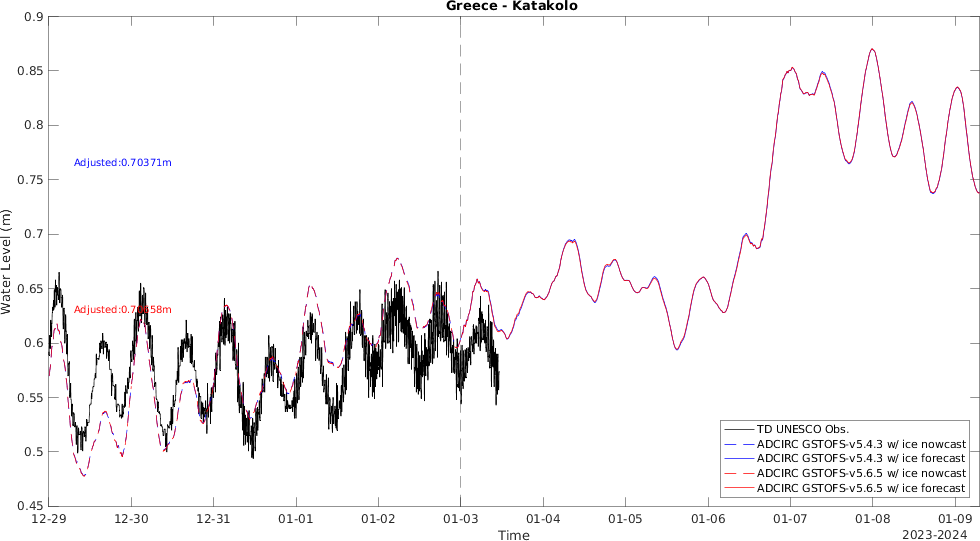 Greece - Katakolo
0.9
0.85
0.8
0.75
0.7
0.65
0.6
0.55
0.5
0.45
Water Level (m)
Adjusted:0.70371m
TD UNESCO Obs.
ADCIRC GSTOFS-v5.4.3 w/ ice nowcast
ADCIRC GSTOFS-v5.4.3 w/ ice forecast
ADCIRC GSTOFS-v5.6.5 w/ ice nowcast
ADCIRC GSTOFS-v5.6.5 w/ ice forecast
12-29 12-30 12-31 01-01 01-02 01-03 01-04 01-05 01-06 01-07 01-08 01-09
Time
2023-2024